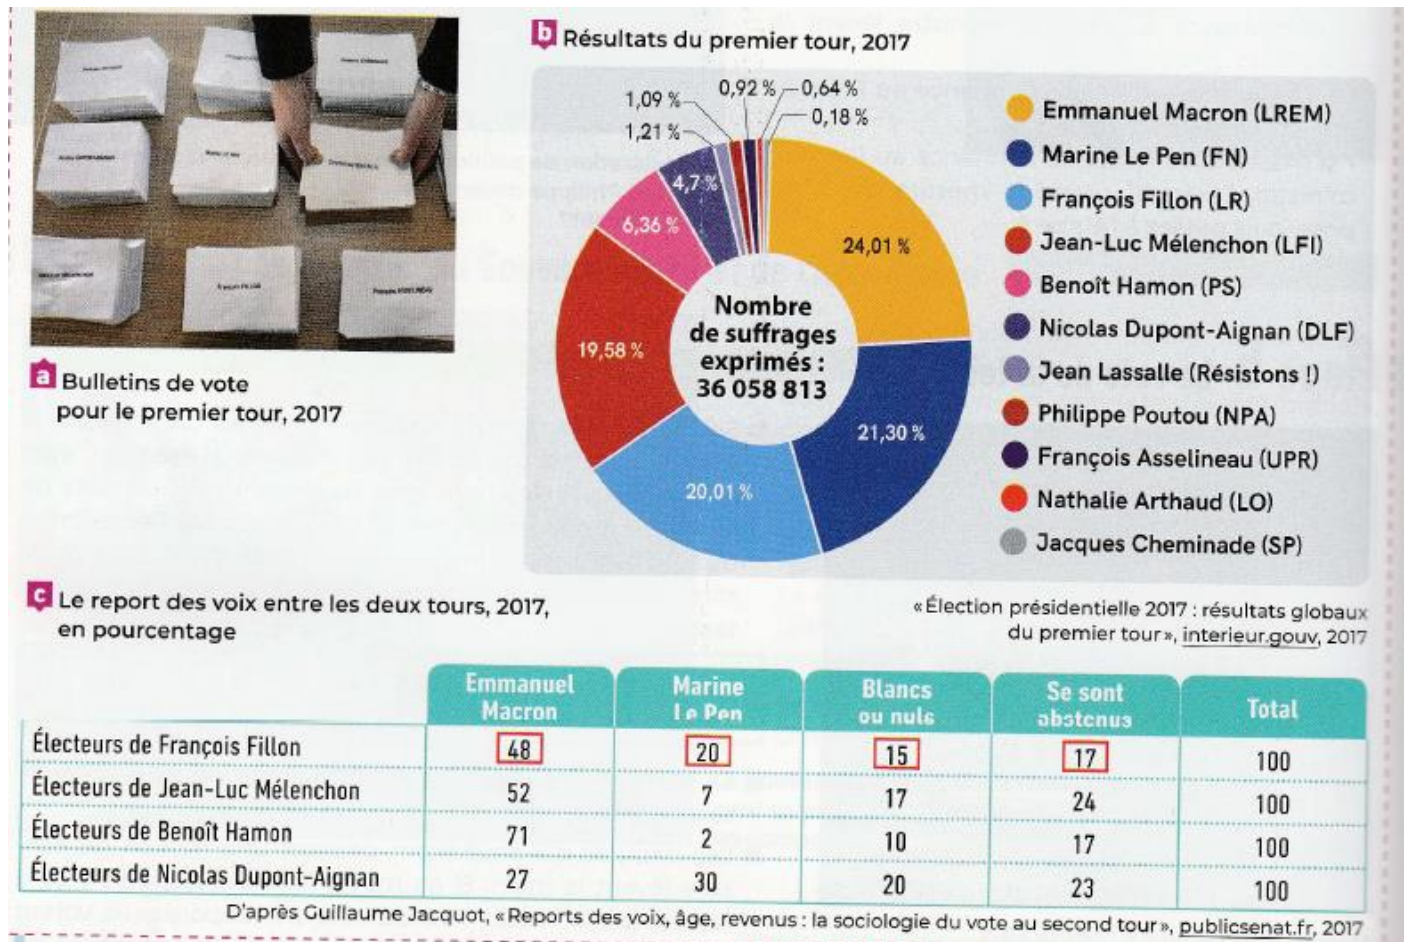 b Résultats du premier tour, 2017
1,09 %
0,92 %
0,64 %
0,18 %
1,21 %
4,7 %
6,36 %
24,01 %
19,58 %
21,30 %
20,01 %
Nombre
de suffrages
exprimés :
36 058 813
Emmanuel Macron (LREM)
Marine Le Pen (FN)
François Fillon (LR)
Jean-Luc Mélenchon (LFI)
Benoît Hamon (PS)
Nicolas Dupont-Aignan (DLF)
Jean Lassalle (Résistons !)
Philippe Poutou (NPA)
François Asselineau (UPR)
Nathalie Arthaud (LO)
Jacques Cheminade (SP)
a Bulletins de vote
pour le premier tour, 2017
« Élection présidentielle 2017 : résultats globaux
du premier tour », interieur.gouv, 2017
c Le report des voix entre les deux tours, 2017,
en pourcentage
Emmanuel Macron Marine Le Pen Blancs ou nuls Se sont abstenus Total
Électeurs de François Fillon 48 20 15 17 100
Électeurs de Jean-Luc Mélenchon 52 7 17 24 100
Électeurs de Benoît Hamon 71 2 10 17 100
Électeurs de Nicolas Dupont-Aignan 27 30 20 23 100
D'après Guillaume Jacquot, « Reports des voix, âge, revenus : la sociologie du vote au second tour », publicsenat.fr, 2017